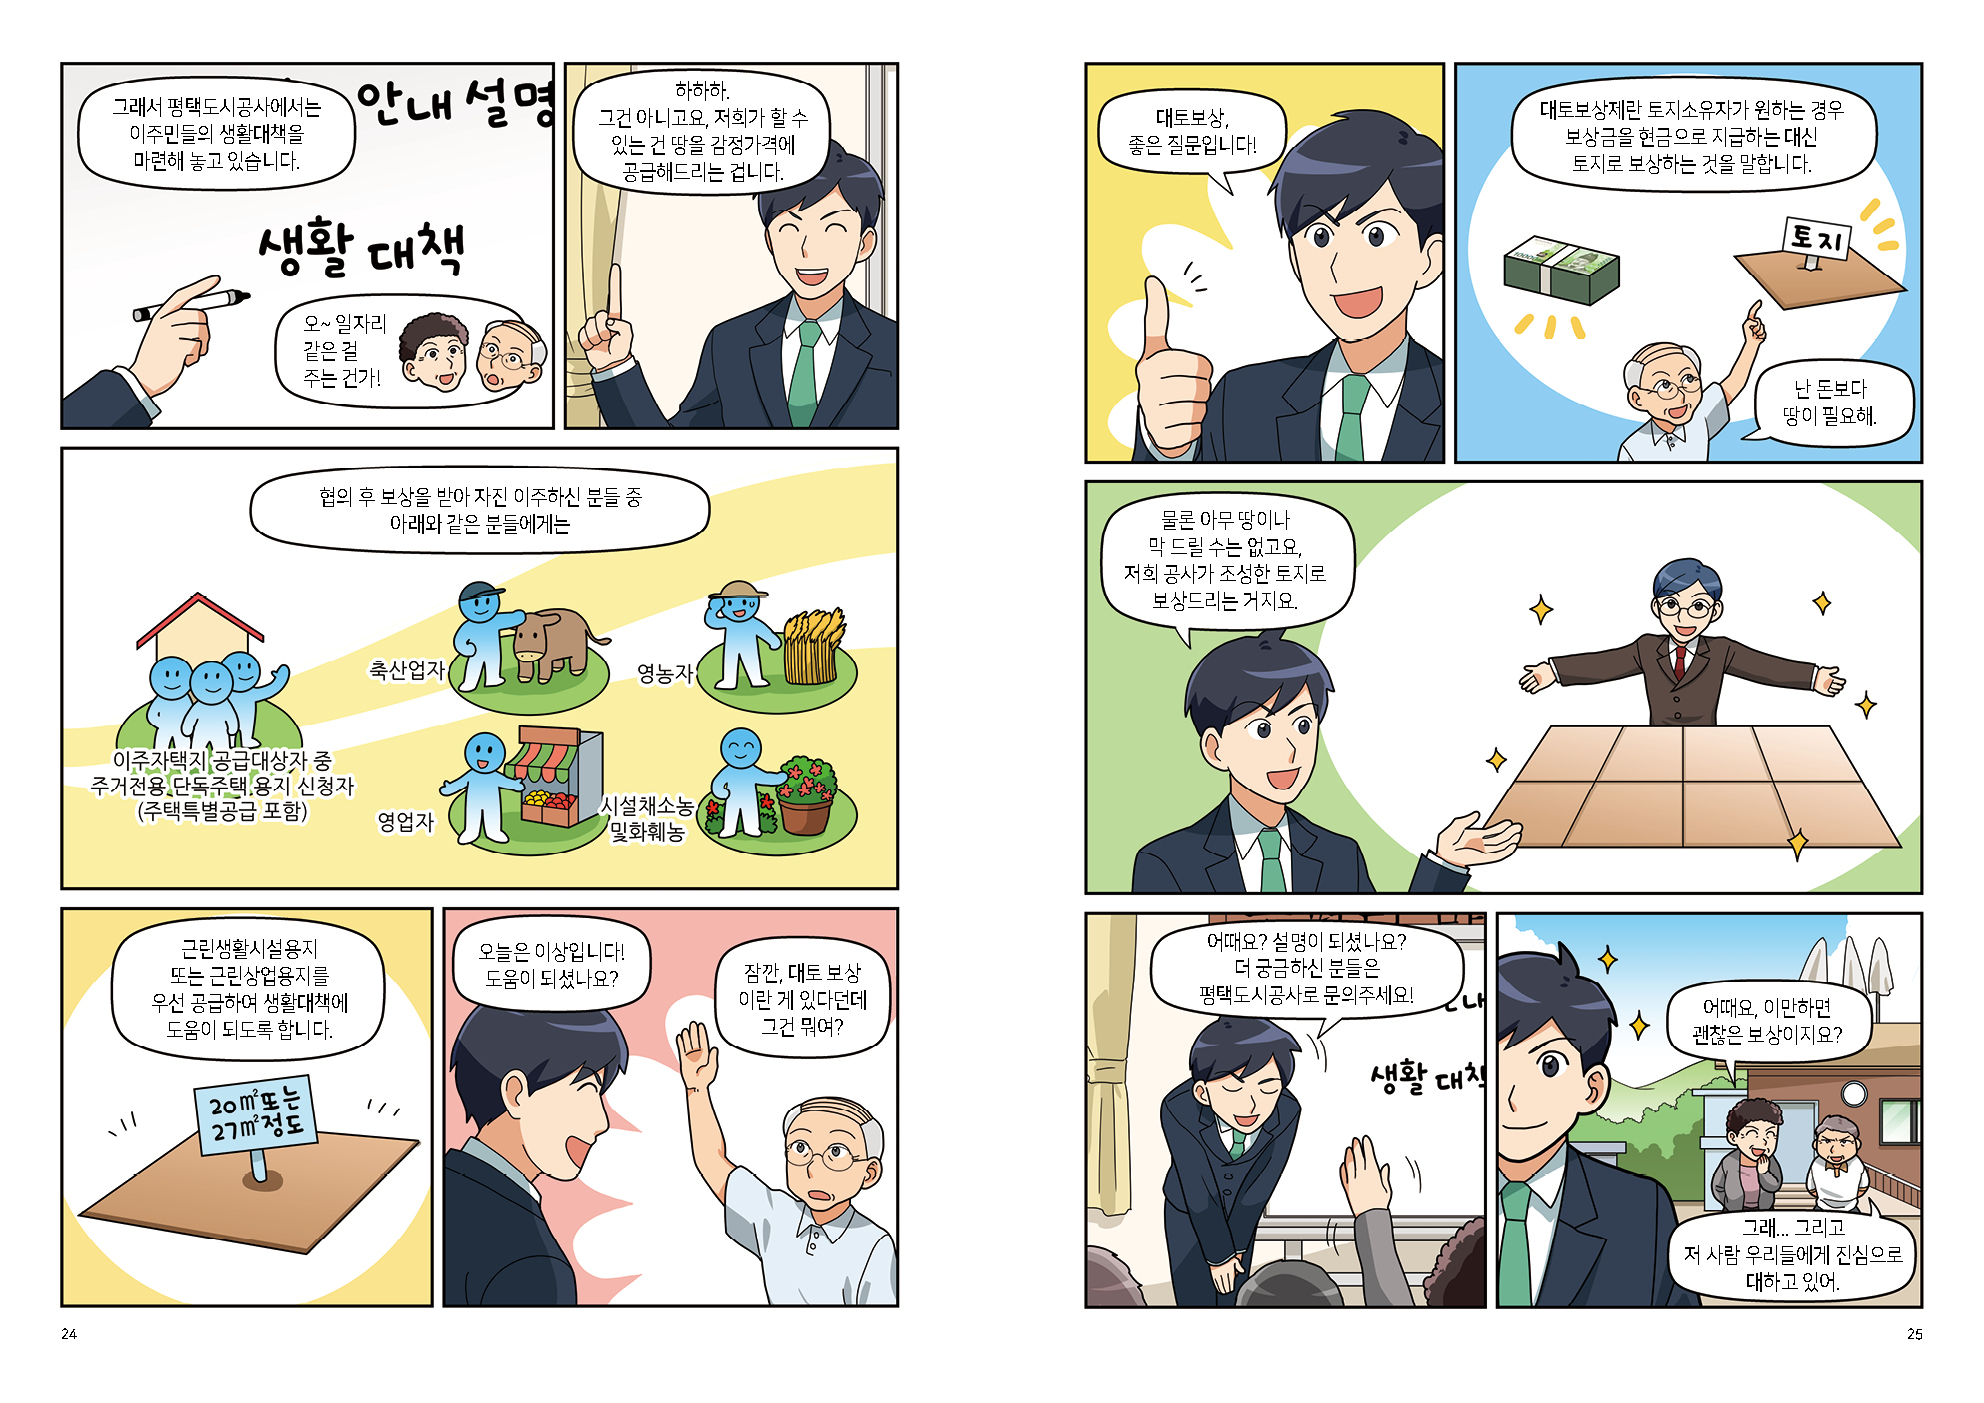 그래서 평택도시공사에서는
이주민들의 생활대책을
마련해 놓고 있습니다.
안내 설명
생활 대책
오~ 일자리
같은 걸
주는 건가!
하하하.
그건 아니고요, 저희가 할 수
있는 건 땅을 감정가격에
공급해드리는 겁니다.
협의 후 보상을 받아 자진 이주하신 분들 중
아래와 같은 분들에게는
이주자택지 공급대상자 중
주거전용 단독주택 용지 신청자
(주택특별공급 포함)
축산업자
영농자
영업자
시설채소농
및화훼농
근린생활시설용지
또는 근린상업용지를
우선 공급하여 생활대책에
도움이 되도록 합니다.
20㎡또는
27㎡정도
오늘은 이상입니다!
도움이 되셨나요?
잠깐, 대토 보상
이란 게 있다던데
그건 뭐여?
24
대토보상,
좋은 질문입니다!
대토보상제란 토지소유자가 원하는 경우
보상금을 현금으로 지급하는 대신
토지로 보상하는 것을 말합니다.
10000
토지
난 돈보다
땅이 필요해.
물론 아무 땅이나
막 드릴 수는 없고요,
저희 공사가 조성한 토지로
보상드리는 거지요.
어때요? 설명이 되셨나요?
더 궁금하신 분들은
평택도시공사로 문의주세요!
안내
생활 대책
어때요, 이만하면
괜찮은 보상이지요?
그래... 그리고
저 사람 우리들에게 진심으로
대하고 있어.
25